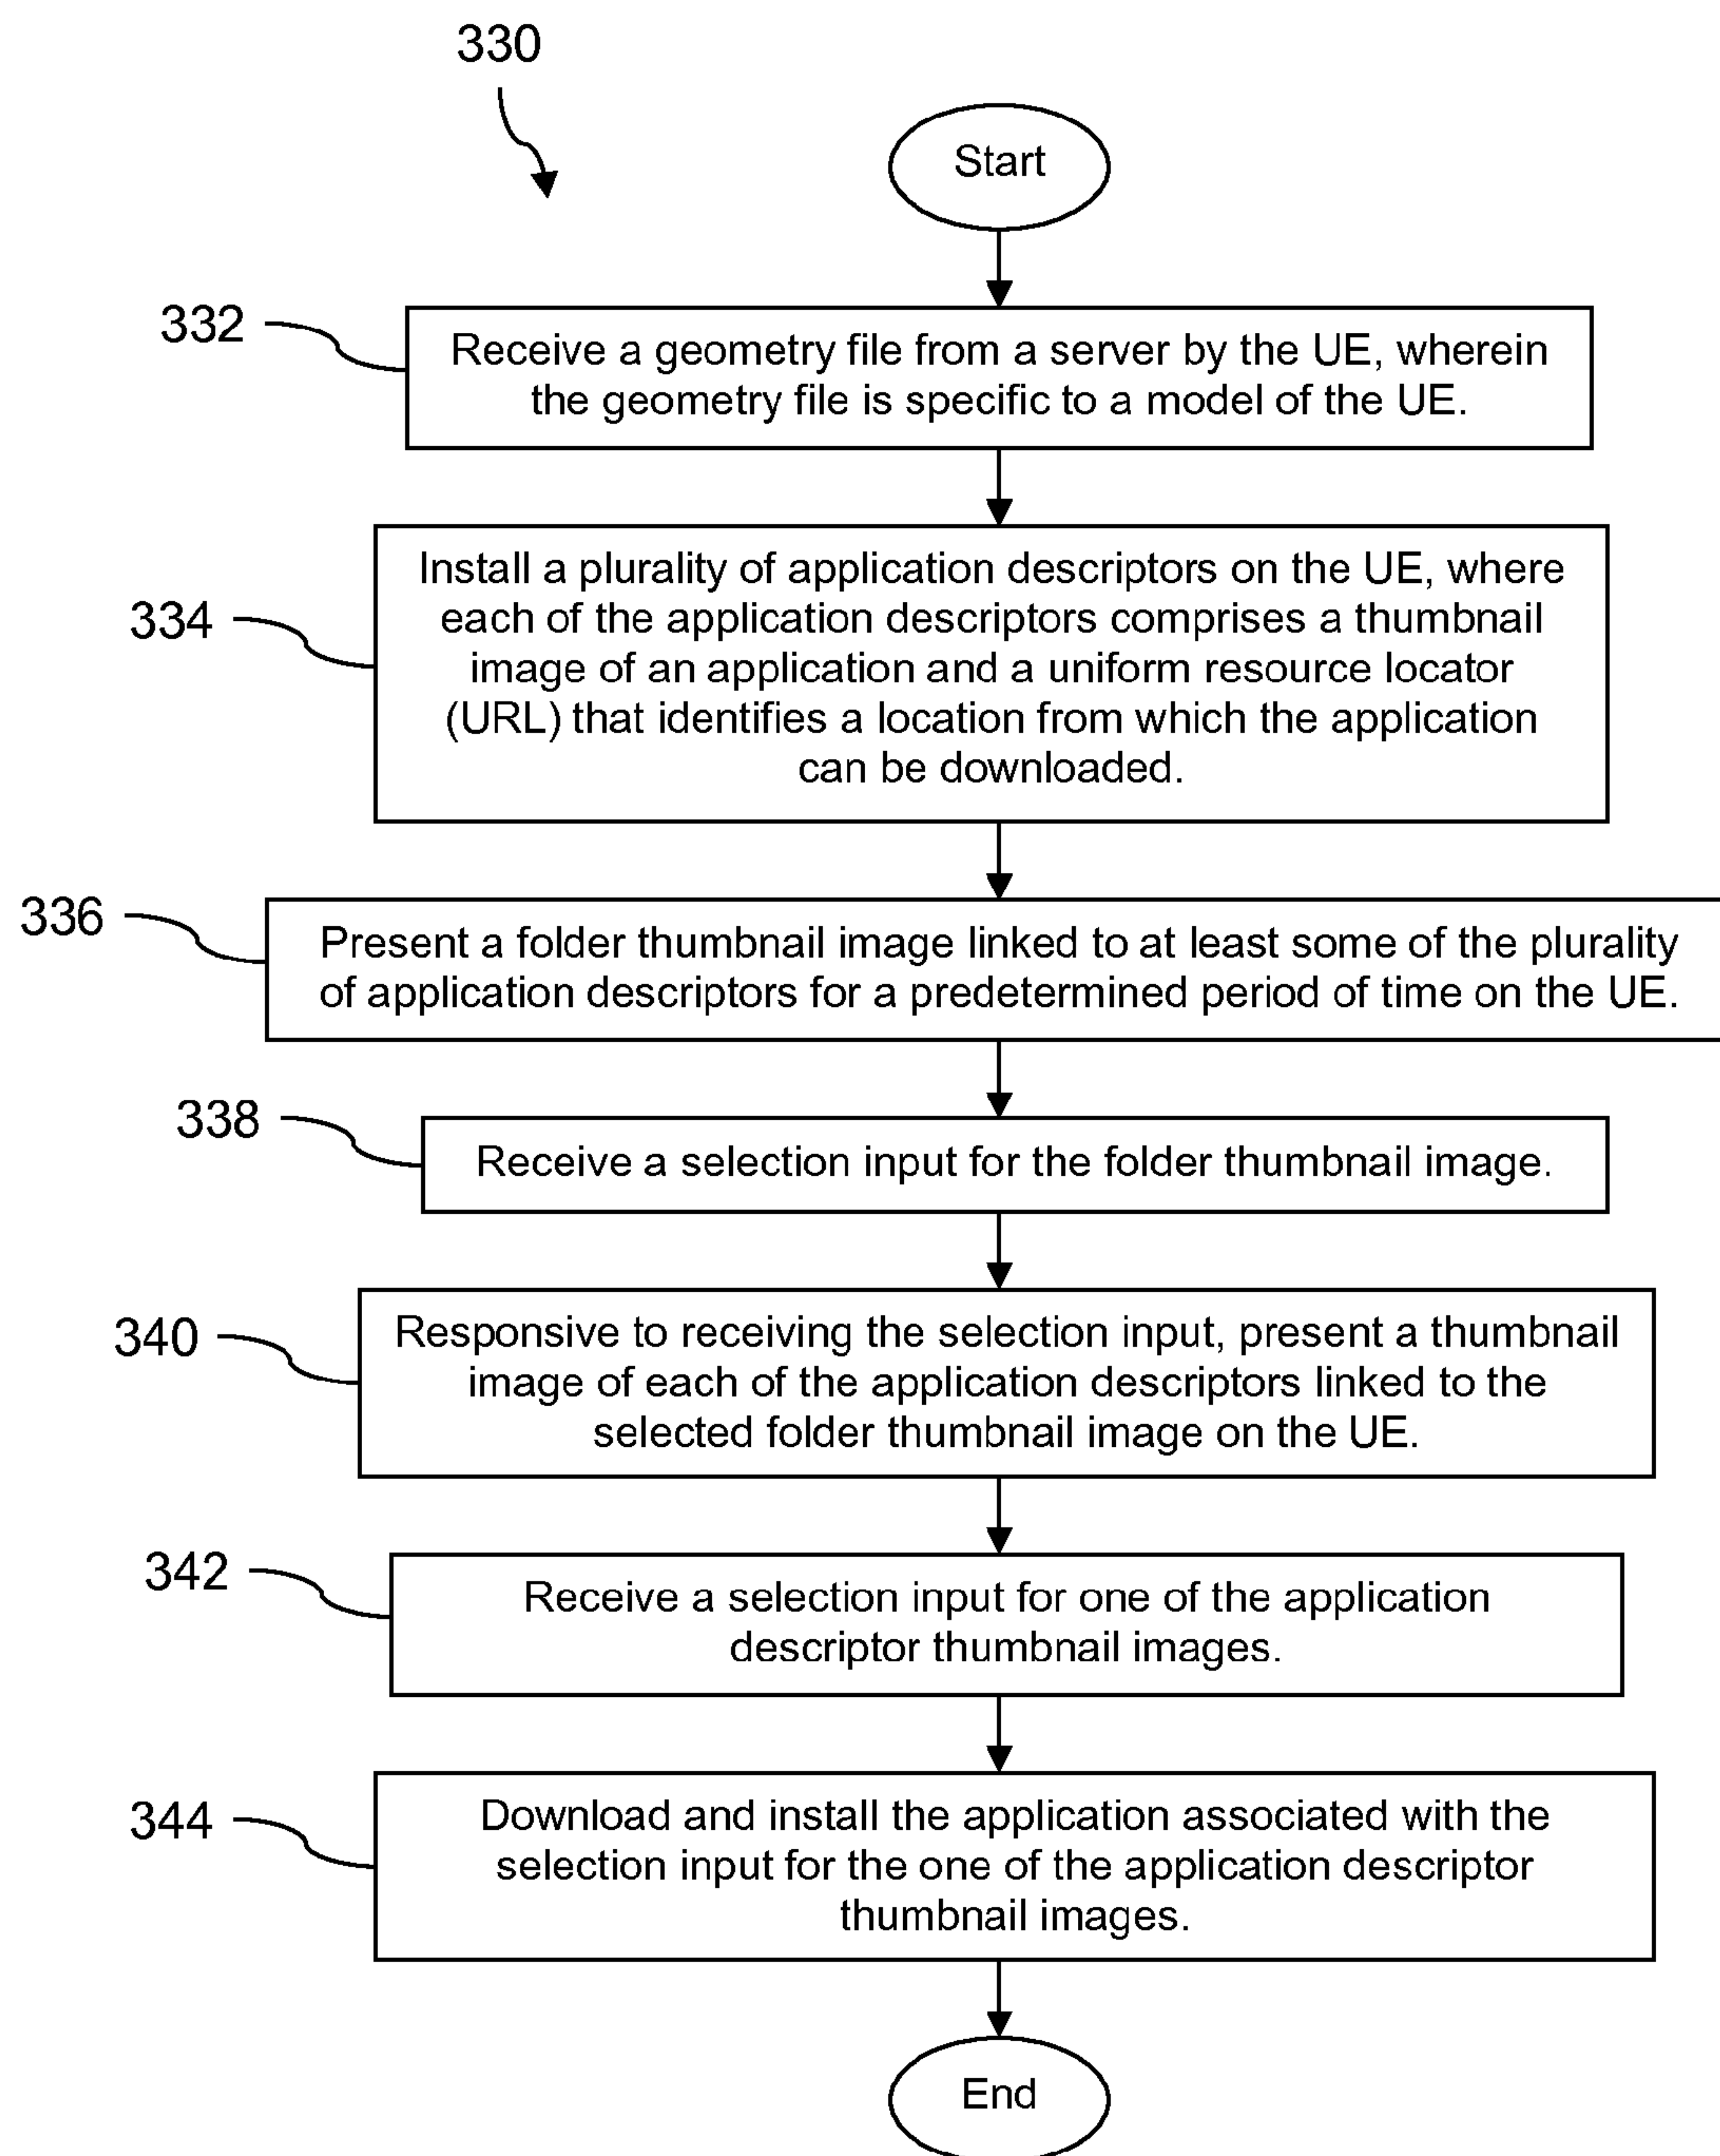 330
Start
332
Receive a geometry file from a server by the UE, wherein
the geometry file is specific to a model of the UE.
334
Install a plurality of application descriptors on the UE, where
each of the application descriptors comprises a thumbnail
image of an application and a uniform resource locator
(URL) that identifies a location from which the application
can be downloaded.
336
Present a folder thumbnail image linked to at least some of the plurality
of application descriptors for a predetermined period of time on the UE.
338
Receive a selection input for the folder thumbnail image.
340
Responsive to receiving the selection input, present a thumbnail
image of each of the application descriptors linked to the
selected folder thumbnail image on the UE.
342
Receive a selection input for one of the application
descriptor thumbnail images.
344
Download and install the application associated with the
selection input for the one of the application descriptor
thumbnail images.
End